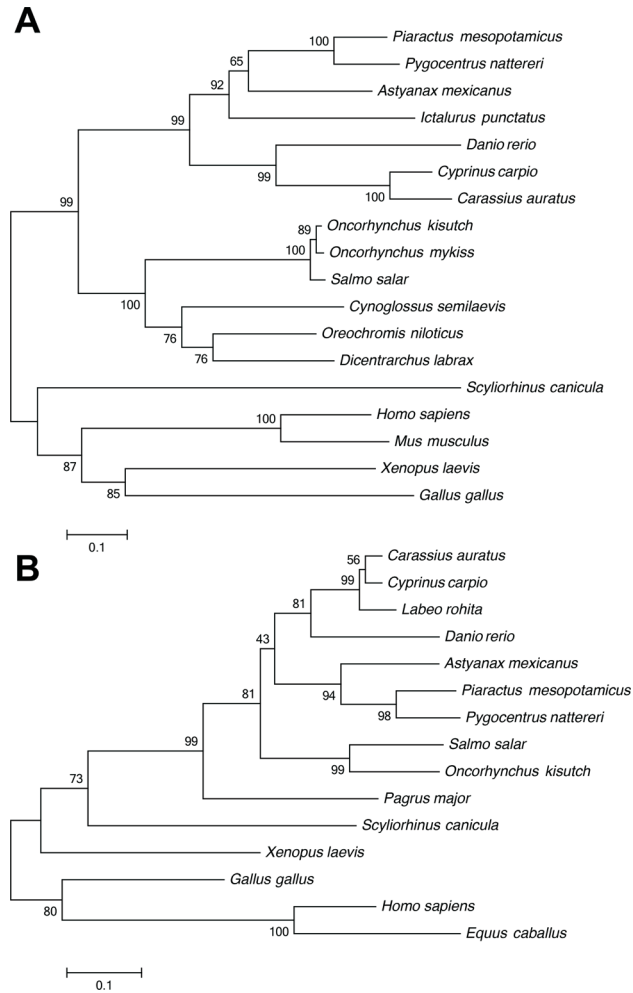 A
Piaractus mesopotamicus
100
Pygocentrus nattereri
65
Astyanax mexicanus
92
Ictalurus punctatus
99
Danio rerio
99
Cyprinus carpio
100
Carassius auratus
99
Oncorhynchus kisutch
89
Oncorhynchus mykiss
100
Salmo salar
100
Cynoglossus semilaevis
76
Oreochromis niloticus
76
Dicentrarchus labrax
Scyliorhinus canicula
Homo sapiens
100
Mus musculus
87
Xenopus laevis
85
Gallus gallus
0.1
B
Carassius auratus
56
Cyprinus carpio
99
Labeo rohita
81
Danio rerio
43
Astyanax mexicanus
94
Piaractus mesopotamicus
98
Pygocentrus nattereri
81
Salmo salar
99
Oncorhynchus kisutch
99
Pagrus major
73
Scyliorhinus canicula
Xenopus laevis
Gallus gallus
80
Homo sapiens
100
Equus caballus
0.1